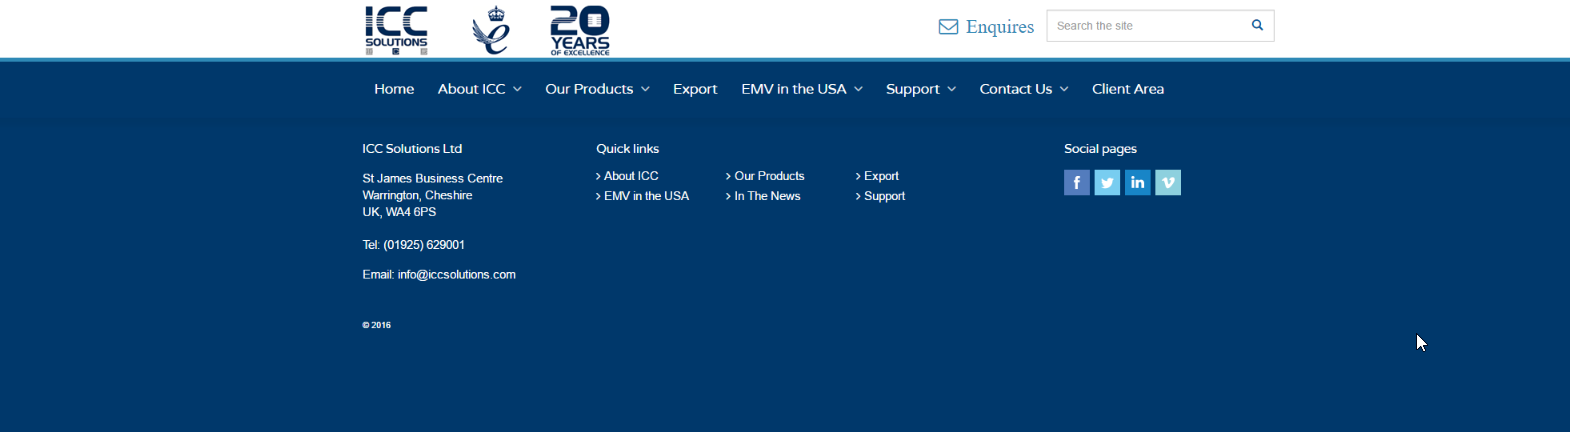 ICC
SOLUTIONS
20
YEARS
OF EXCELLENCE
Enquires
Search the site
Home About ICC Our Products Export EMV in the USA Support Contact Us Client Area
ICC Solutions Ltd
St James Business Centre
Warrington, Cheshire
UK, WA4 6PS
Tel: (01925) 629001
Email: info@iccsolutions.com
© 2016
Quick links
About ICC Our Products Export
EMV in the USA In The News Support
Social pages